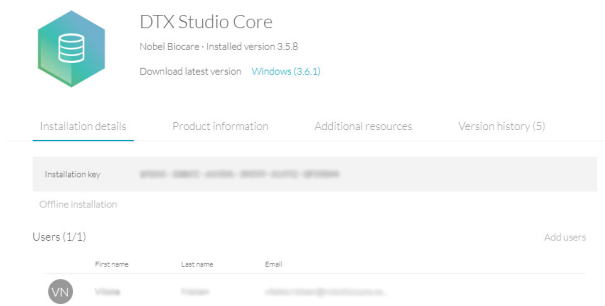 DTX Studio Core
Nobel Biocare · Installed version 3.5.8
Download latest version Windows (3.6.1)
Installation details Product information Additional resources Version history (5)
Installation key
Offline installation
Users (1/1) Add users
First name Last name Email
VN